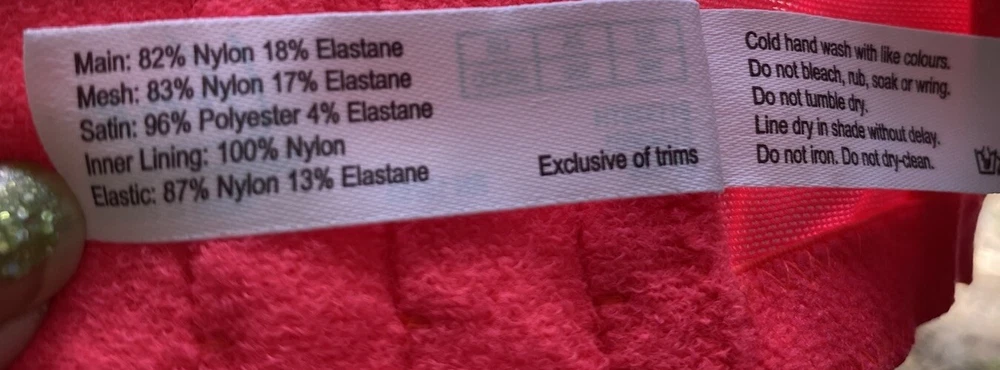 Main: 82% Nylon 18% Elastane
Mesh: 83% Nylon 17% Elastane
Satin: 96% Polyester 4% Elastane
Inner Lining: 100% Nylon
Elastic: 87% Nylon 13% Elastane
Exclusive of trims
Cold hand wash with like colours.
Do not bleach, rub, soak or wring.
Do not tumble dry.
Line dry in shade without delay.
Do not iron. Do not dry-clean.